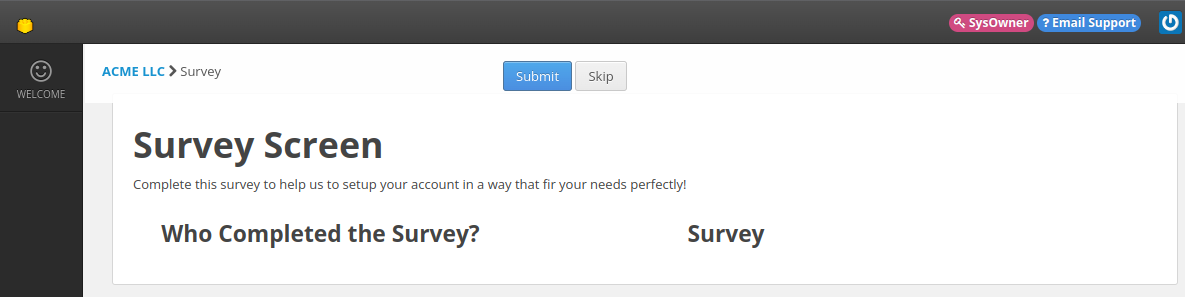 SysOwner
? Email Support
WELCOME
ACME LLC Survey
Submit
Skip
Survey Screen
Complete this survey to help us to setup your account in a way that fir your needs perfectly!
Who Completed the Survey?
Survey